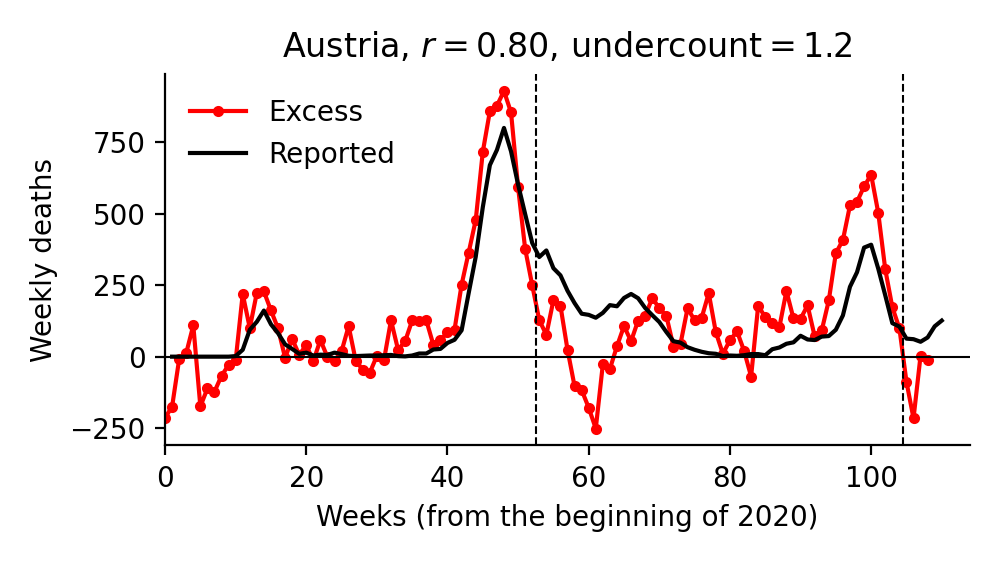 Austria, r = 0.80, undercount = 1.2
Excess
Reported
Weekly deaths
750
500
250
0
−250
0 20 40 60 80 100
Weeks (from the beginning of 2020)